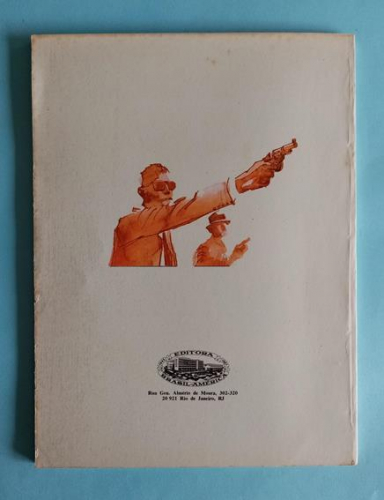 EDITORA
BRASIL-AMÉRICA
Rua Gen. Almério de Moura, 302-320
20 921 Rio de Janeiro, RJ